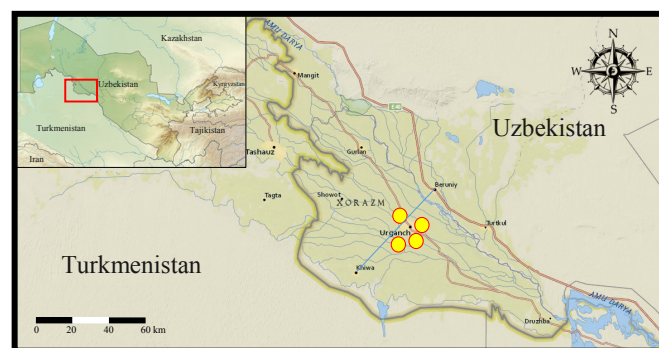 Kazakhstan
Uzbekistan
Kyrgyzstan
Turkmenistan
Tajikistan
Iran
AMU DARYA
Mangit
N
W
E
S
Uzbekistan
Tashauz
Gurlan
Beruniy
Tagta
Showot
XORAZM
Turtkul
Urganch
Khiwa
Turkmenistan
AMU DARYA
Druzhba
0 20 40 60 km